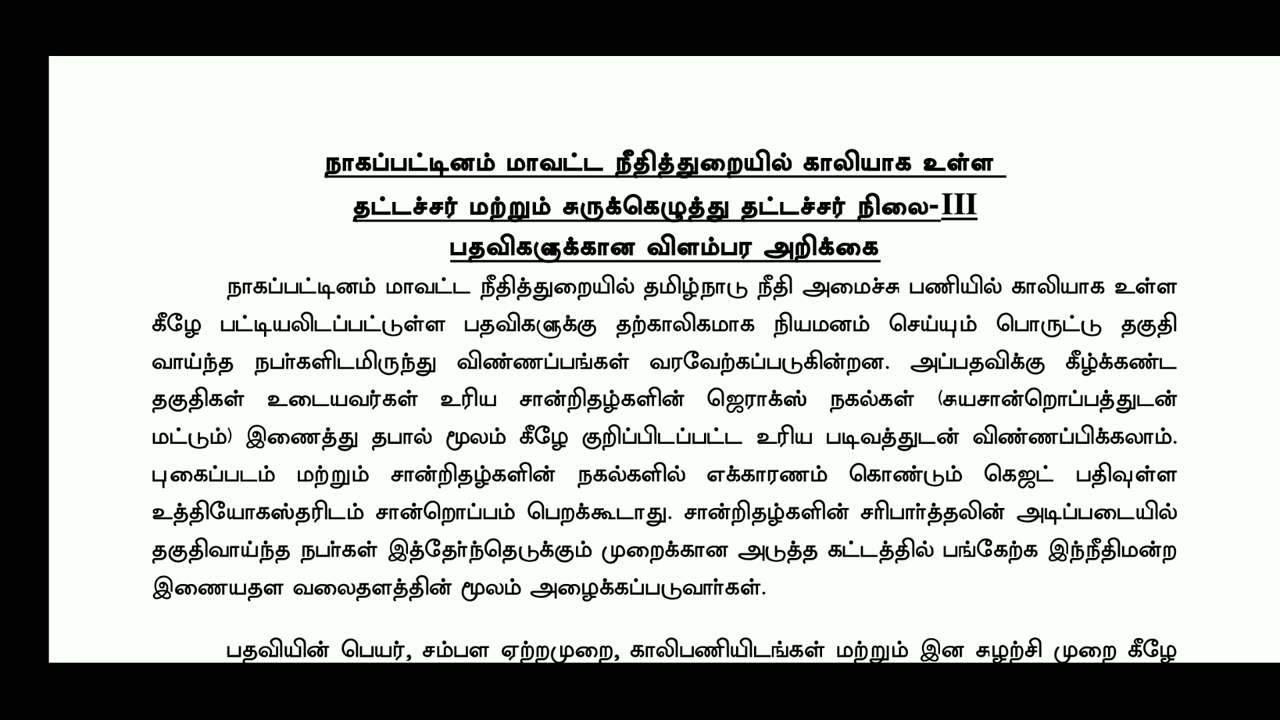 நாகப்பட்டினம் மாவட்ட நீதித்துறையில் காலியாக உள்ள
தட்டச்சர் மற்றும் சுருக்கெழுத்து தட்டச்சர் நிலை-III
பதவிகளுக்கான விளம்பர அறிக்கை
நாகப்பட்டினம் மாவட்ட நீதித்துறையில் தமிழ்நாடு நீதி அமைச்சு பணியில் காலியாக உள்ள
கீழே பட்டியலிடப்பட்டுள்ள பதவிகளுக்கு தற்காலிகமாக நியமனம் செய்யும் பொருட்டு தகுதி
வாய்ந்த நபர்களிடமிருந்து விண்ணப்பங்கள் வரவேற்கப்படுகின்றன. அப்பதவிக்கு கீழ்க்கண்ட
தகுதிகள் உடையவர்கள் உரிய சான்றிதழ்களின் ஜெராக்ஸ் நகல்கள் (சுயசான்றொப்பத்துடன்
மட்டும்) இணைத்து தபால் மூலம் கீழே குறிப்பிடப்பட்ட உரிய படிவத்துடன் விண்ணப்பிக்கலாம்.
புகைப்படம் மற்றும் சான்றிதழ்களின் நகல்களில் எக்காரணம் கொண்டும் கெஜட் பதிவுள்ள
உத்தியோகஸ்தரிடம் சான்றொப்பம் பெறக்கூடாது. சான்றிதழ்களின் சரிபார்த்தலின் அடிப்படையில்
தகுதிவாய்ந்த நபர்கள் இத்தேர்ந்தெடுக்கும் முறைக்கான அடுத்த கட்டத்தில் பங்கேற்க இந்நீதிமன்ற
இணையதள வலைதளத்தின் மூலம் அழைக்கப்படுவார்கள்.
பதவியின் பெயர், சம்பள ஏற்றமுறை, காலிபணியிடங்கள் மற்றும் இன சுழற்சி முறை கீழே